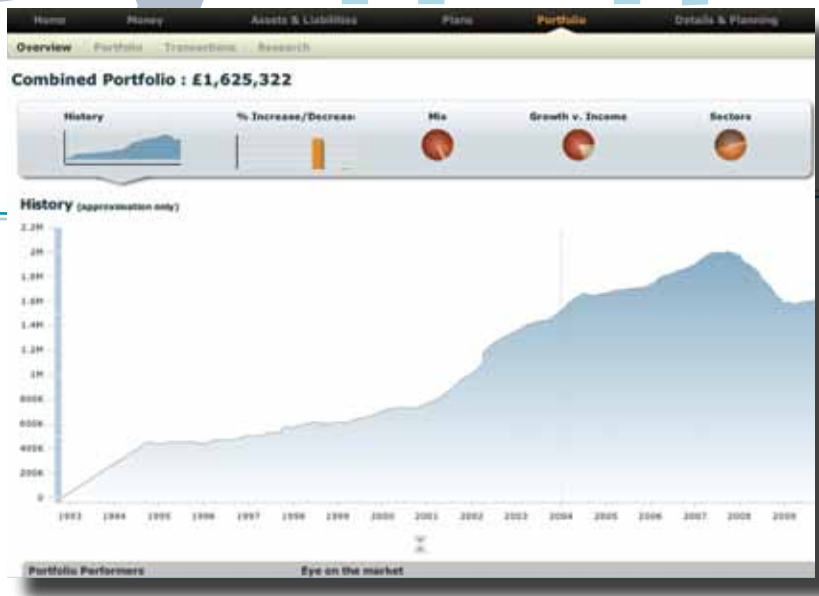 Home Money Assets & Liabilities Plans Portfolio Details & Planning
Overview Portfolio Transactions Research
Combined Portfolio : £1,625,322
History % Increase/Decrease Mix Growth v. Income Sectors
History (approximation only)
2.2M
2M
1.8M
1.6M
1.4M
1.2M
1M
800K
600K
400K
200K
0
1993 1994 1995 1996 1997 1998 1999 2000 2001 2002 2003 2004 2005 2006 2007 2008 2009
Portfolio Performers Eye on the market